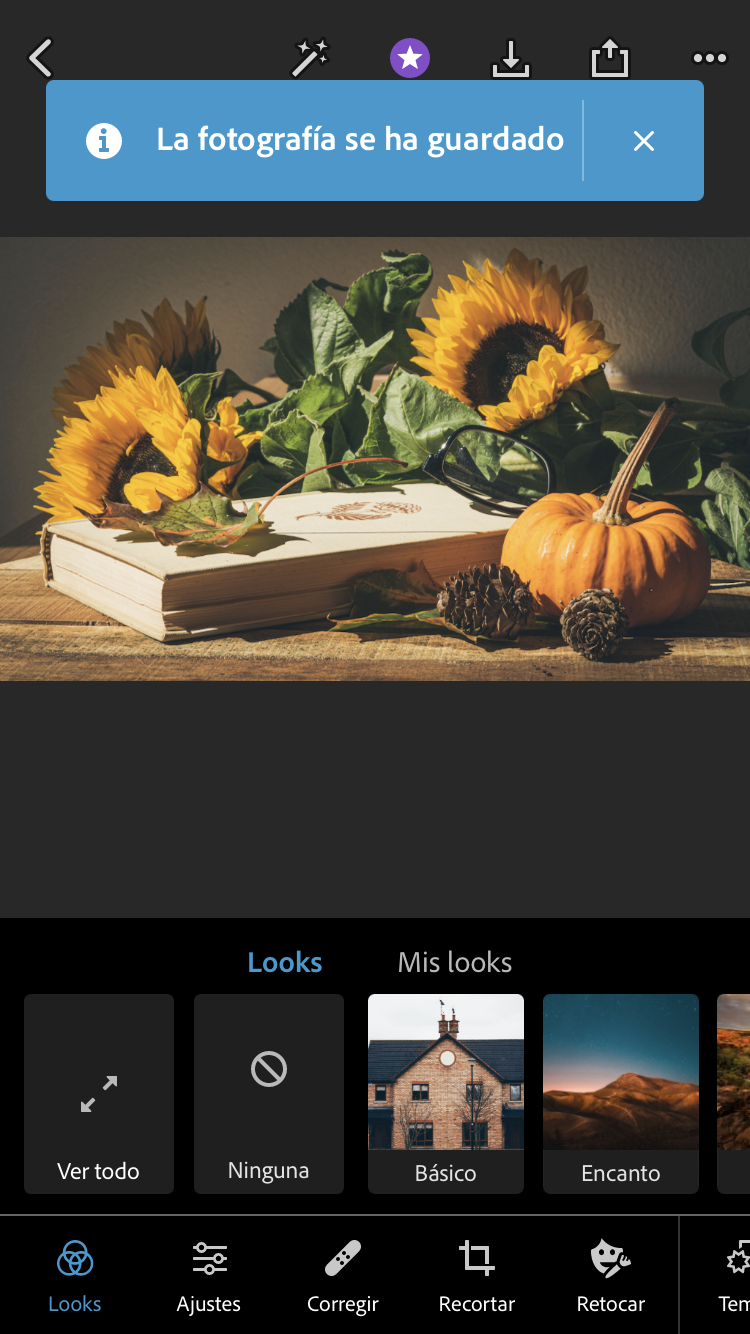 La fotografía se ha guardado
Looks
Mis looks
Ver todo
Ninguna
Básico
Encanto
Looks
Ajustes
Corregir
Recortar
Retocar
Tem